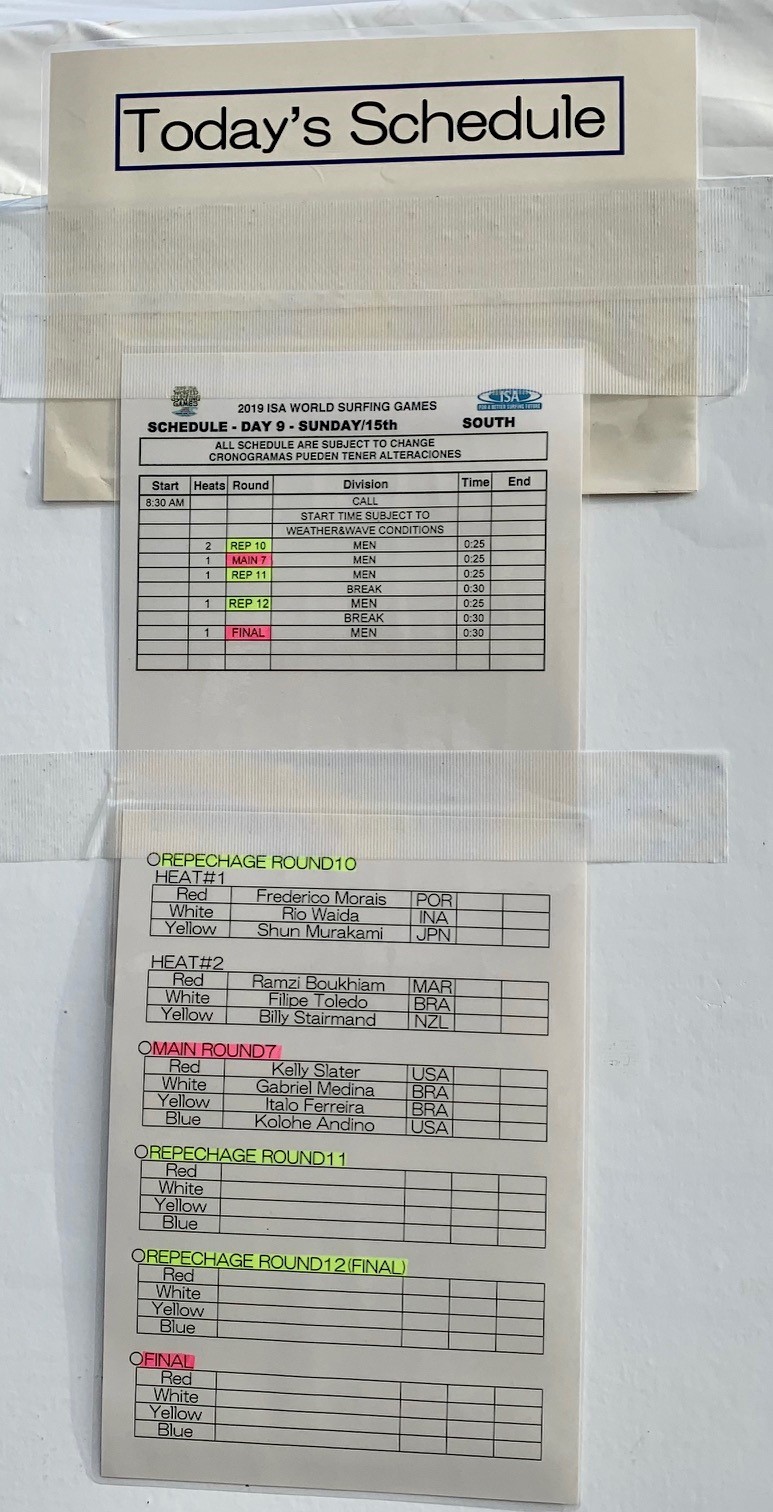 Today's Schedule
2019 ISA WORLD SURFING GAMES
ISA
FOR A BETTER SURFING FUTURE
SCHEDULE - DAY 9 - SUNDAY/15th SOUTH
ALL SCHEDULE ARE SUBJECT TO CHANGE
CRONOGRAMAS PUEDEN TENER ALTERACIONES
Start Heats Round Division Time End
8:30 AM CALL
START TIME SUBJECT TO
WEATHER&WAVE CONDITIONS
2 REP 10 MEN 0:25
1 MAIN 7 MEN 0:25
1 REP 11 MEN 0:25
BREAK 0:30
1 REP 12 MEN 0:25
BREAK 0:30
1 FINAL MEN 0:30
○REPECHAGE ROUND10
HEAT#1
Red Frederico Morais POR
White Rio Waida INA
Yellow Shun Murakami JPN
HEAT#2
Red Ramzi Boukhiam MAR
White Filipe Toledo BRA
Yellow Billy Stairmand NZL
○MAIN ROUND7
Red Kelly Slater USA
White Gabriel Medina BRA
Yellow Italo Ferreira BRA
Blue Kolohe Andino USA
○REPECHAGE ROUND11
Red
White
Yellow
Blue
○REPECHAGE ROUND12(FINAL)
Red
White
Yellow
Blue
○FINAL
Red
White
Yellow
Blue